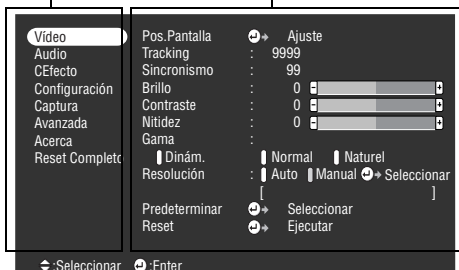 Vídeo
Audio
CEfecto
Configuración
Captura
Avanzada
Acerca
Reset Completo
Pos.Pantalla Ajuste
Tracking : 9999
Sincronismo : 99
Brillo : 0 - +
Contraste : 0 - +
Nitidez : 0 - +
Gama :
Dinám. Normal Naturel
Resolución : Auto Manual Seleccionar
[ ]
Predeterminar Seleccionar
Reset Ejecutar
:Seleccionar :Enter